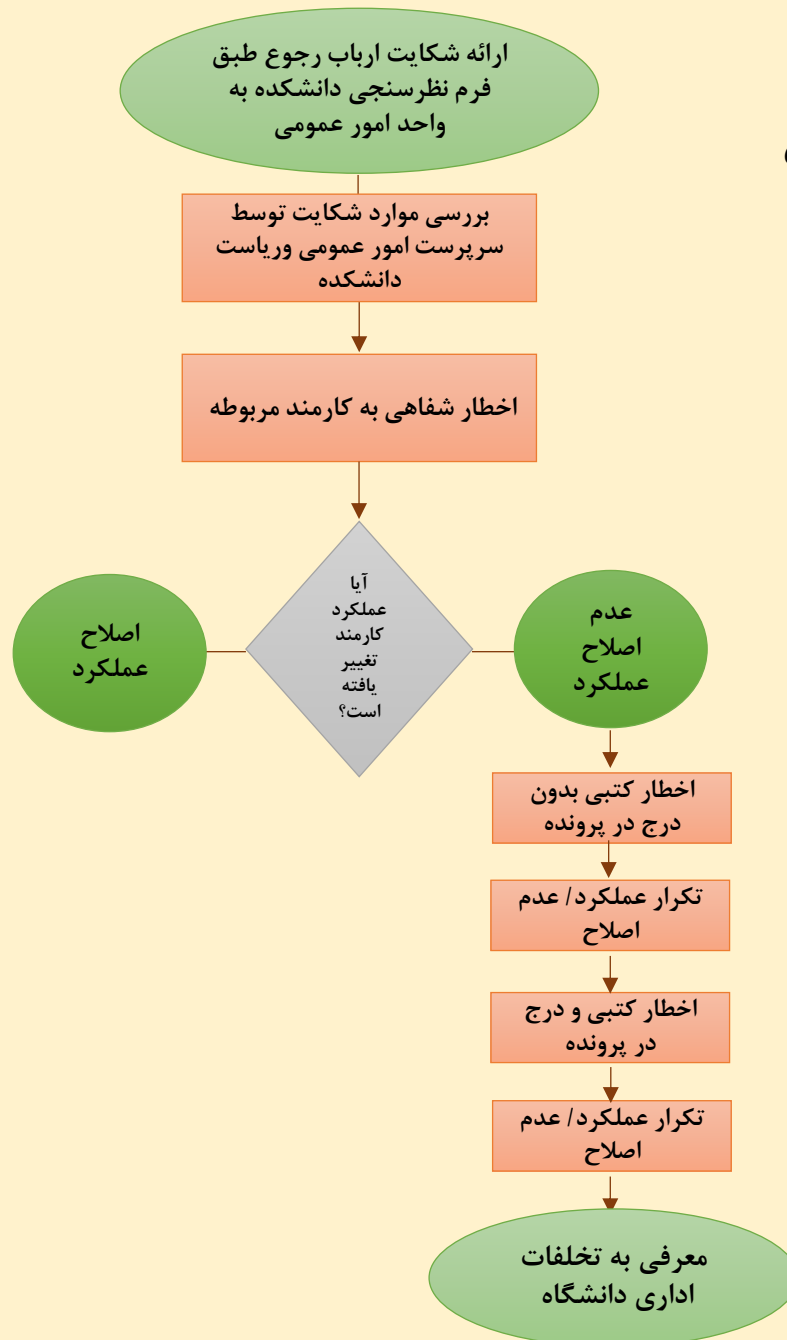 ارائه شکایت ارباب رجوع طبق
فرم نظرسنجی دانشکده به
واحد امور عمومی
بررسی موارد شکایت توسط
سرپرست امور عمومی وریاست
دانشکده
اخطار شفاهی به کارمند مربوطه
آیا
عملکرد
کارمند
تغییر
یافته
است؟
عدم
اصلاح
عملکرد
اصلاح
عملکرد
اخطار کتبی بدون
درج در پرونده
تکرار عملکرد/ عدم
اصلاح
اخطار کتبی و درج
در پرونده
تکرار عملکرد/ عدم
اصلاح
معرفی به تخلفات
اداری دانشگاه